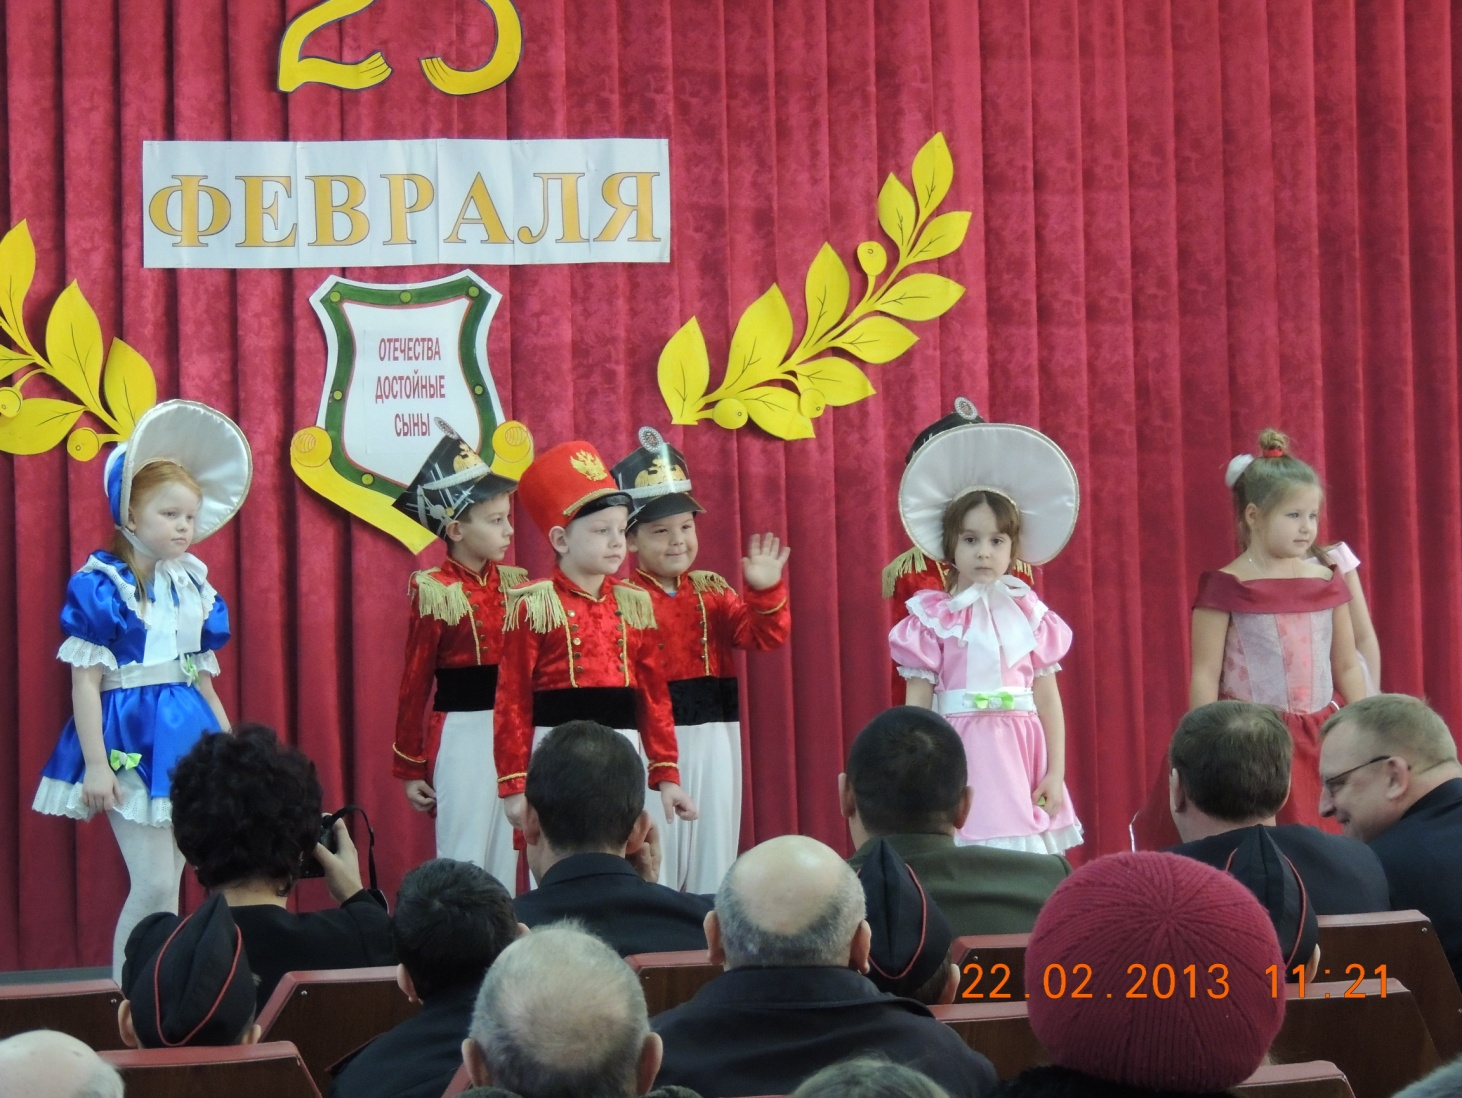 23
ФЕВРАЛЯ
ОТЕЧЕСТВА
ДОСТОЙНЫЕ
СЫНЫ
22.02.2013 11:21